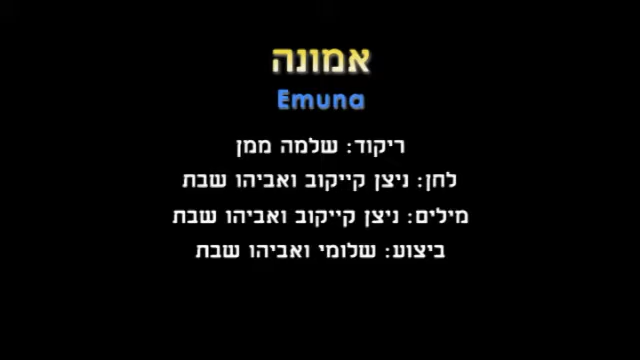 אמונה
Emuna
ריקוד: שלמה ממן
לחן: ניצן קייקוב ואביהו שבת
מילים: ניצן קייקוב ואביהו שבת
ביצוע: שלומי ואביהו שבת